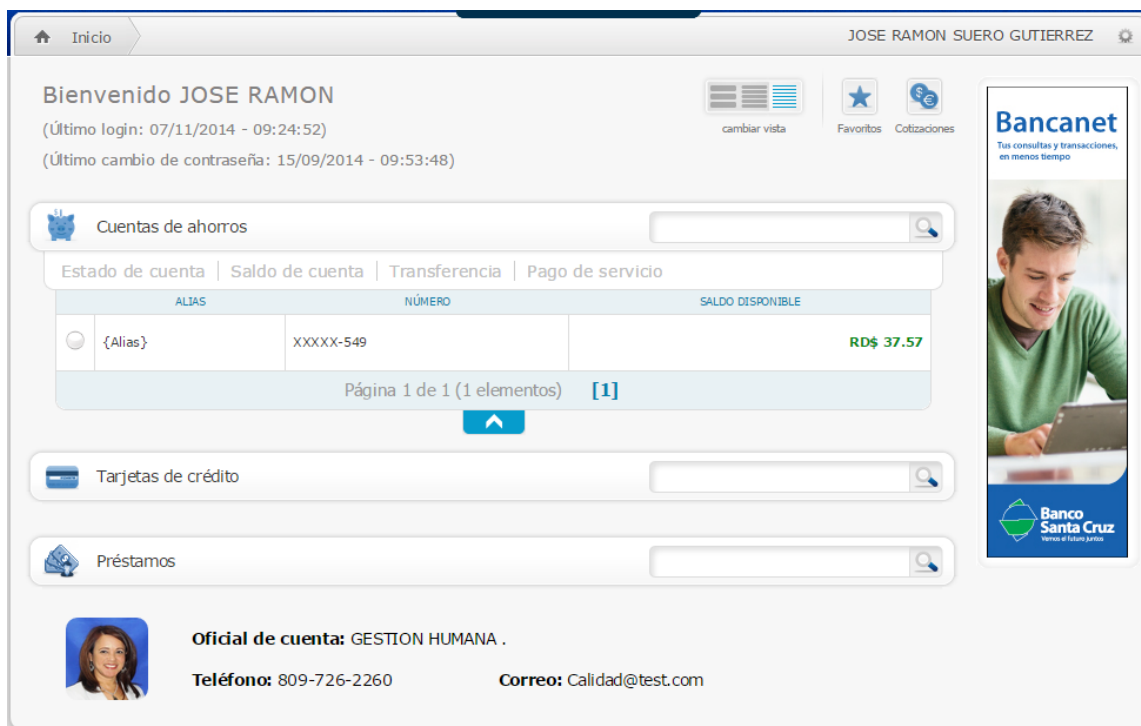 Inicio
JOSE RAMON SUERO GUTIERREZ
Bienvenido JOSE RAMON
(Último login: 07/11/2014 - 09:24:52)
(Último cambio de contraseña: 15/09/2014 - 09:53:48)
cambiar vista
Favoritos
Cotizaciones
Cuentas de ahorros
Estado de cuenta | Saldo de cuenta | Transferencia | Pago de servicio
ALIAS NÚMERO SALDO DISPONIBLE
{Alias} XXXXX-549 RD$ 37.57
Página 1 de 1 (1 elementos) [1]
Tarjetas de crédito
Préstamos
Oficial de cuenta: GESTION HUMANA .
Teléfono: 809-726-2260 Correo: Calidad@test.com
Bancanet
Tus consultas y transacciones,
en menos tiempo
Banco
Santa Cruz
Vemos el futuro juntos